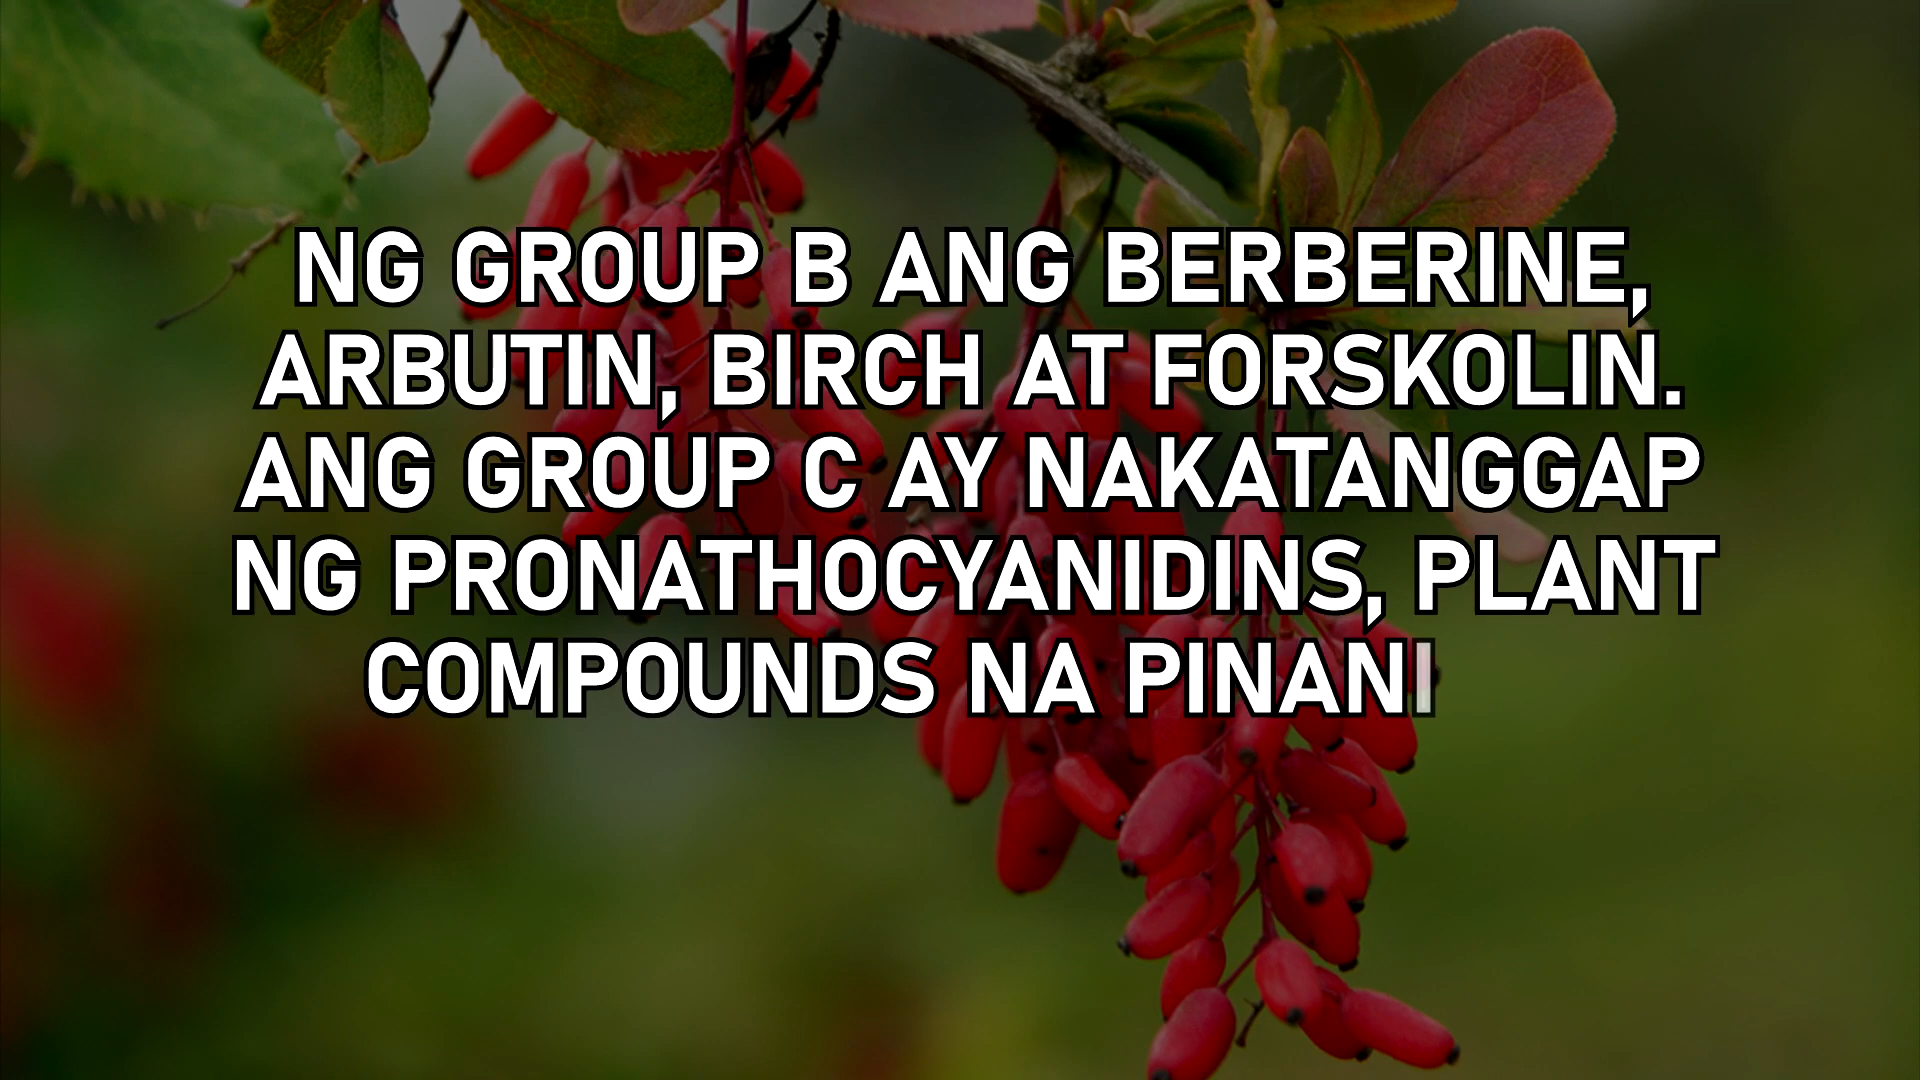 NG GROUP B ANG BERBERINE,
ARBUTIN, BIRCH AT FORSKOLIN.
ANG GROUP C AY NAKATANGGAP
NG PRONATHOCYANIDINS, PLANT
COMPOUNDS NA PINANI